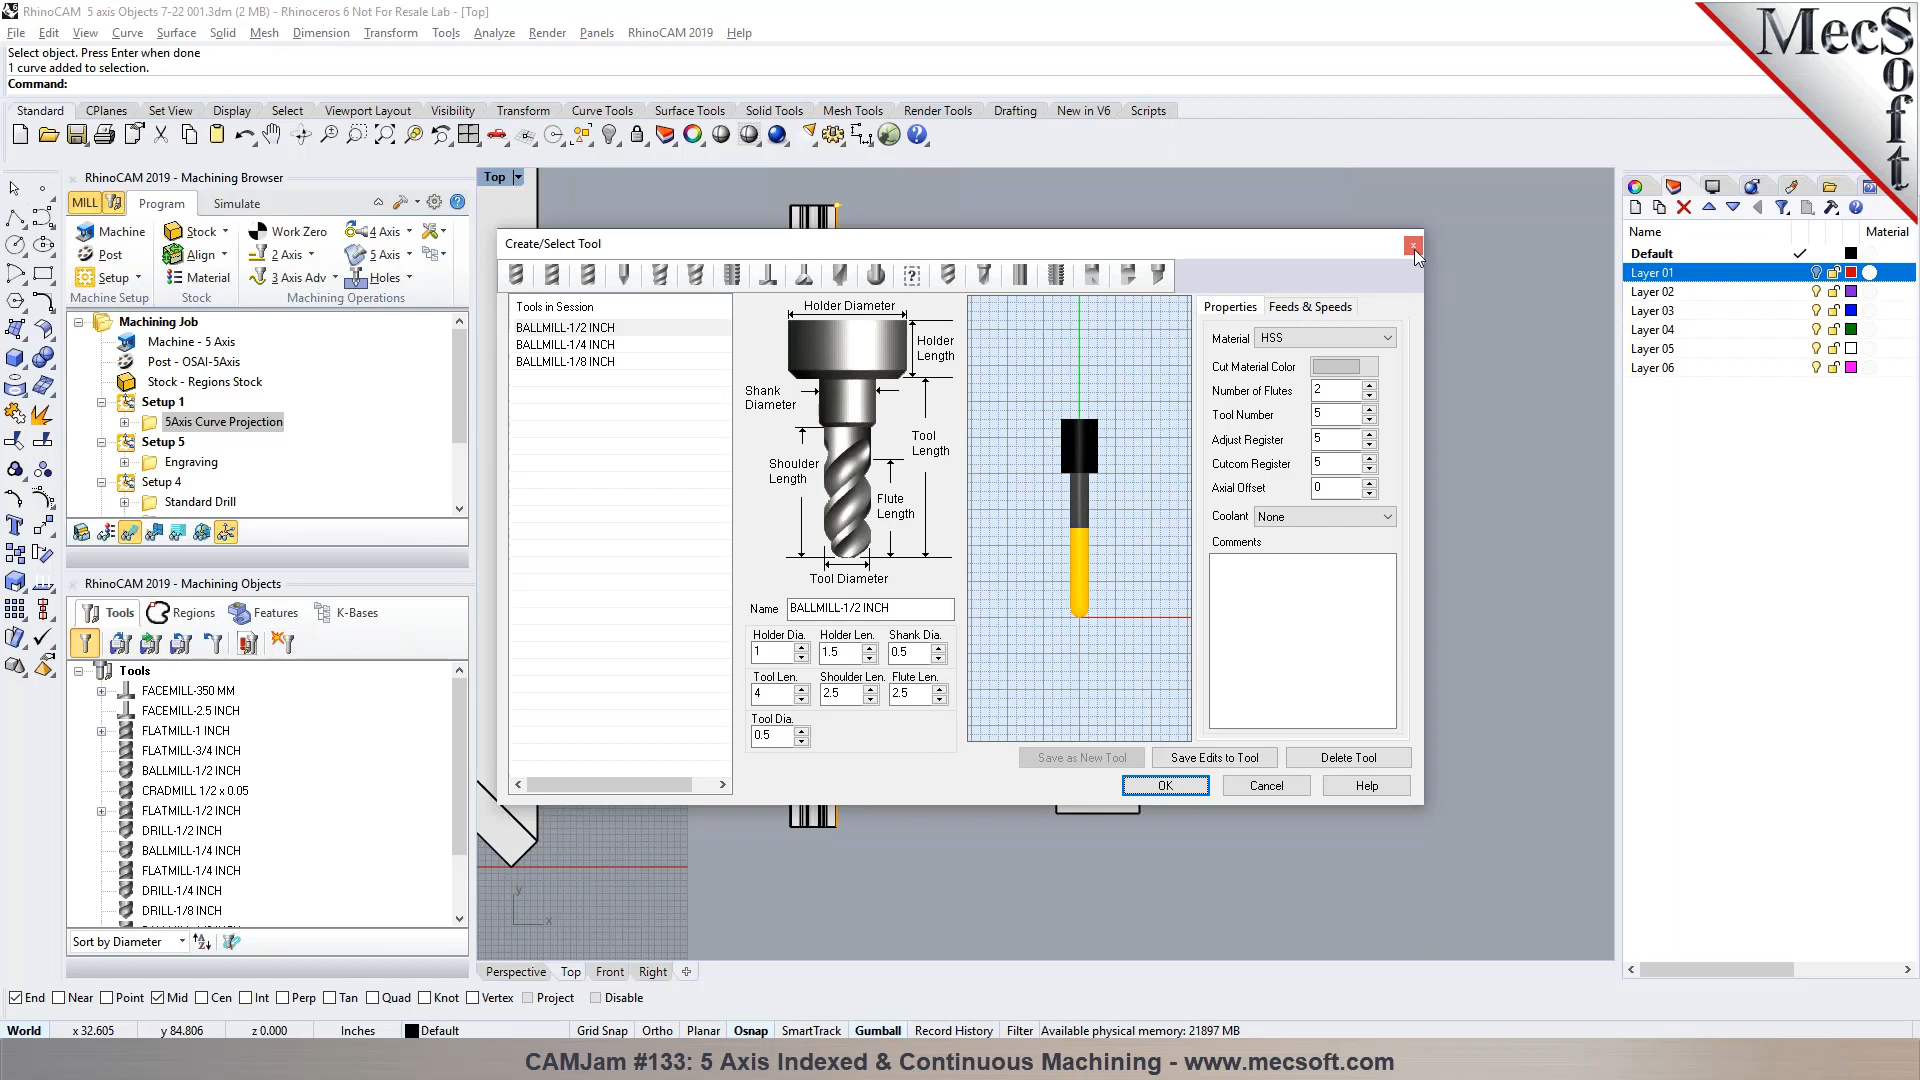 RhinoCAM 5 axis Objects 7-22 001.3dm (2 MB) - Rhinoceros 6 Not For Resale Lab - [Top]
File Edit View Curve Surface Solid Mesh Dimension Transform Tools Analyze Render Panels RhinoCAM 2019 Help
Select object. Press Enter when done
1 curve added to selection.
Command:
MecSoft
Standard CPlanes Set View Display Select Viewport Layout Visibility Transform Curve Tools Surface Tools Solid Tools Mesh Tools Render Tools Drafting New in V6 Scripts
RhinoCAM 2019 - Machining Browser
MILL Program Simulate
Machine Stock Work Zero 4 Axis
Post Align 2 Axis 5 Axis
Setup Material 3 Axis Adv Holes
Machine Setup Stock Machining Operations
Machining Job
Machine - 5 Axis
Post - OSAI-5Axis
Stock - Regions Stock
Setup 1
5Axis Curve Projection
Setup 5
Engraving
Setup 4
Standard Drill
RhinoCAM 2019 - Machining Objects
Tools Regions Features K-Bases
Tools
FACEMILL-350 MM
FACEMILL-2.5 INCH
FLATMILL-1 INCH
FLATMILL-3/4 INCH
BALLMILL-1/2 INCH
CRADMILL 1/2 x 0.05
FLATMILL-1/2 INCH
DRILL-1/2 INCH
BALLMILL-1/4 INCH
FLATMILL-1/4 INCH
DRILL-1/4 INCH
DRILL-1/8 INCH
Sort by Diameter
Top
Create/Select Tool
x
Tools in Session
BALLMILL-1/2 INCH
BALLMILL-1/4 INCH
BALLMILL-1/8 INCH
Holder Diameter
Holder
Length
Shank
Diameter
Tool
Length
Shoulder
Length
Flute
Length
Tool Diameter
Name BALLMILL-1/2 INCH
Holder Dia. Holder Len. Shank Dia.
1 1.5 0.5
Tool Len. Shoulder Len. Flute Len.
4 2.5 2.5
Tool Dia.
0.5
Properties Feeds & Speeds
Material HSS
Cut Material Color
Number of Flutes 2
Tool Number 5
Adjust Register 5
Cutcom Register 5
Axial Offset 0
Coolant None
Comments
Save as New Tool Save Edits to Tool Delete Tool
OK Cancel Help
y
x
Name Material
Default
Layer 01
Layer 02
Layer 03
Layer 04
Layer 05
Layer 06
Perspective Top Front Right
End Near Point Mid Cen Int Perp Tan Quad Knot Vertex Project Disable
World x 32.605 y 84.806 z 0.000 Inches Default Grid Snap Ortho Planar Osnap SmartTrack Gumball Record History Filter Available physical memory: 21897 MB
CAMJam #133: 5 Axis Indexed & Continuous Machining - www.mecsoft.com